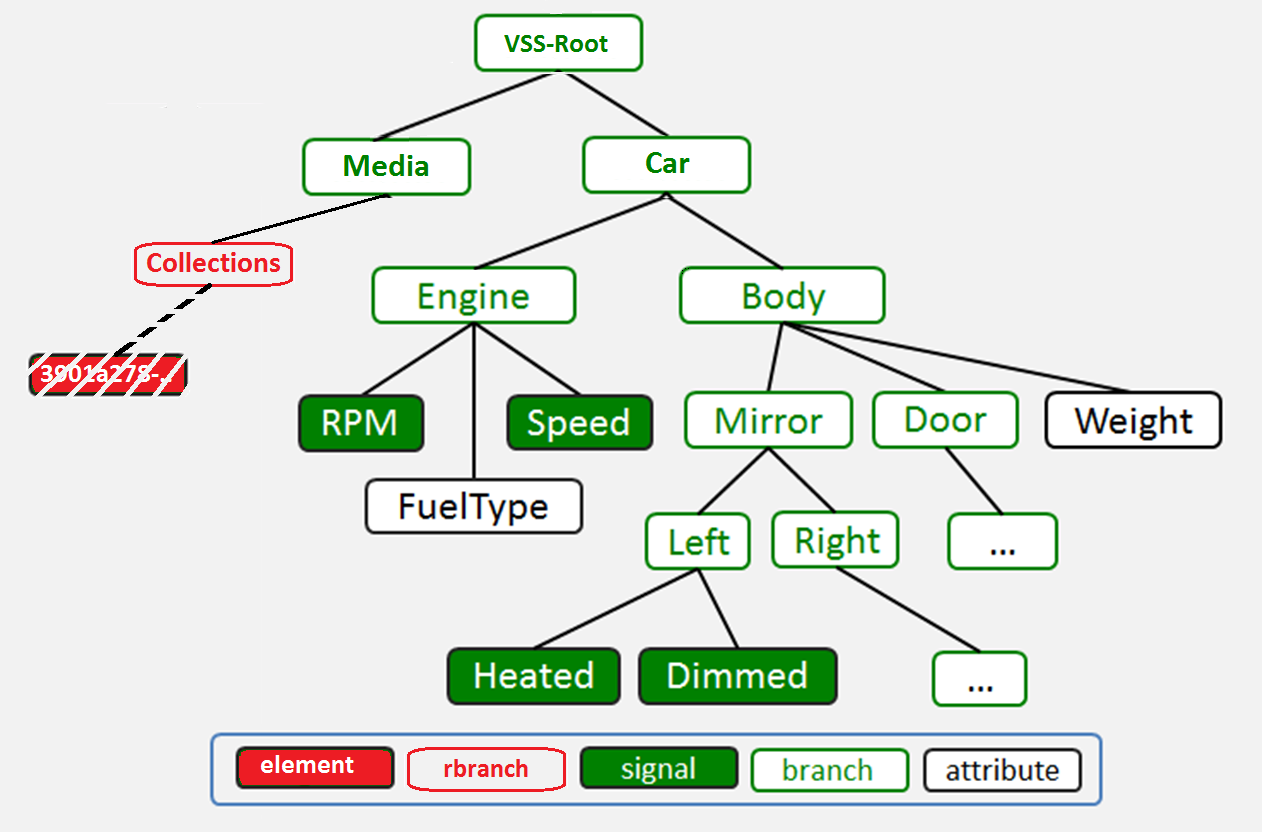 VSS-Root
Media
Car
Collections
Engine
Body
3901a278-..
RPM
Speed
Mirror
Door
Weight
FuelType
Left
Right
...
Heated
Dimmed
...
element
rbranch
signal
branch
attribute